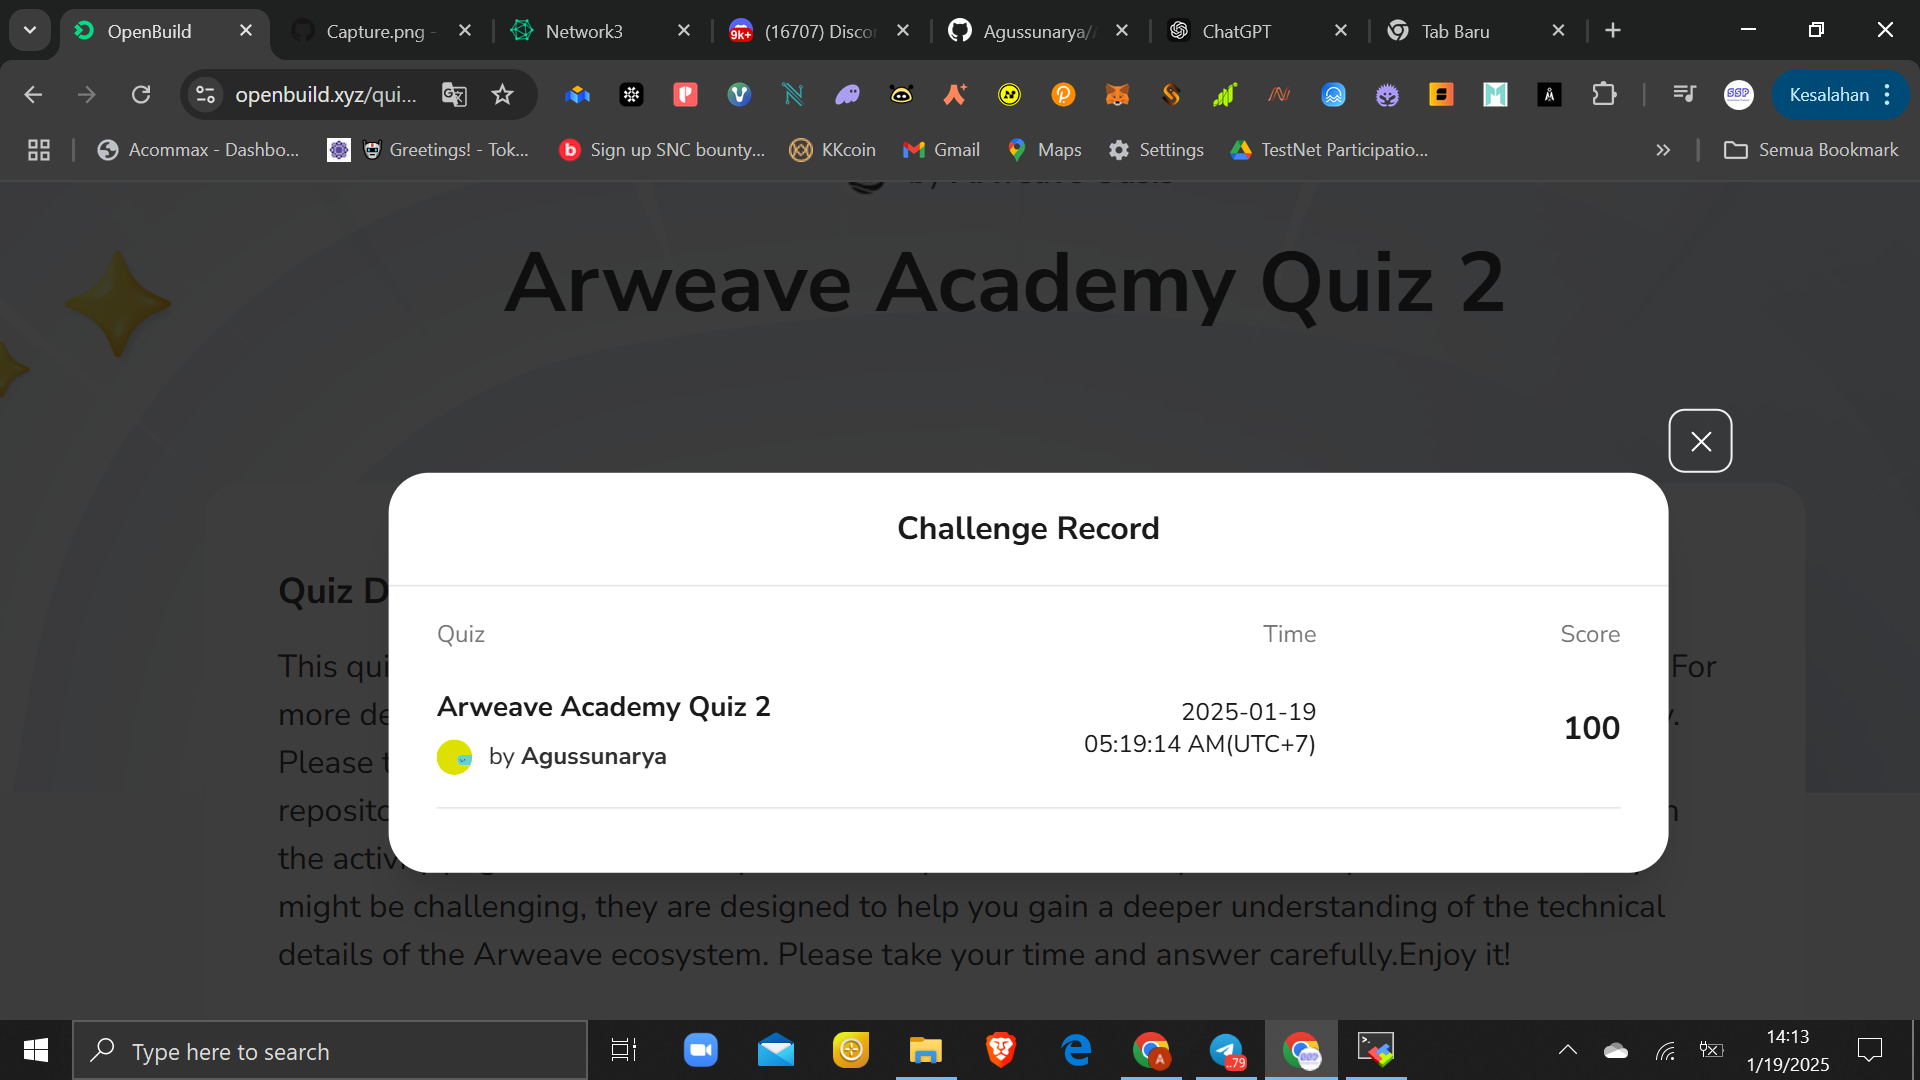 OpenBuild
Capture.png -
Network3
(16707) Discor
Agussunarya/
ChatGPT
Tab Baru
openbuild.xyz/qui...
SSP
Kesalahan
Acommax - Dashbo...
Greetings! - Tok...
Sign up SNC bounty...
KKcoin
Gmail
Maps
Settings
TestNet Participatio...
Semua Bookmark
Arweave Academy Quiz 2
Challenge Record
Quiz D
Quiz Time Score
This qui
For
more de
Arweave Academy Quiz 2
2025-01-19
05:19:14 AM(UTC+7)
100
by Agussunarya
Please t
reposito
the activ
might be challenging, they are designed to help you gain a deeper understanding of the technical
details of the Arweave ecosystem. Please take your time and answer carefully.Enjoy it!
Type here to search
..79
14:13
1/19/2025